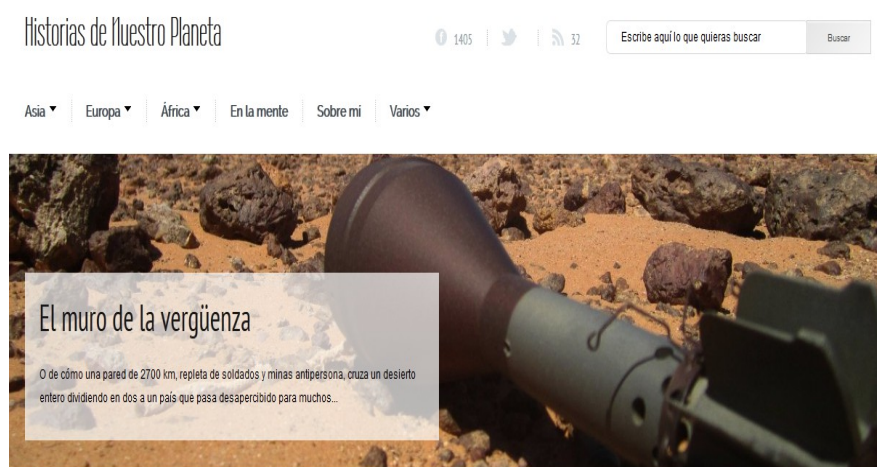 Historias de Nuestro Planeta
1405
32
Escribe aquí lo que quieras buscar
Buscar
Asia
Europa
África
En la mente
Sobre mi
Varios
El muro de la vergüenza
O de cómo una pared de 2700 km, repleta de soldados y minas antipersona, cruza un desierto
entero dividiendo en dos a un país que pasa desapercibido para muchos...